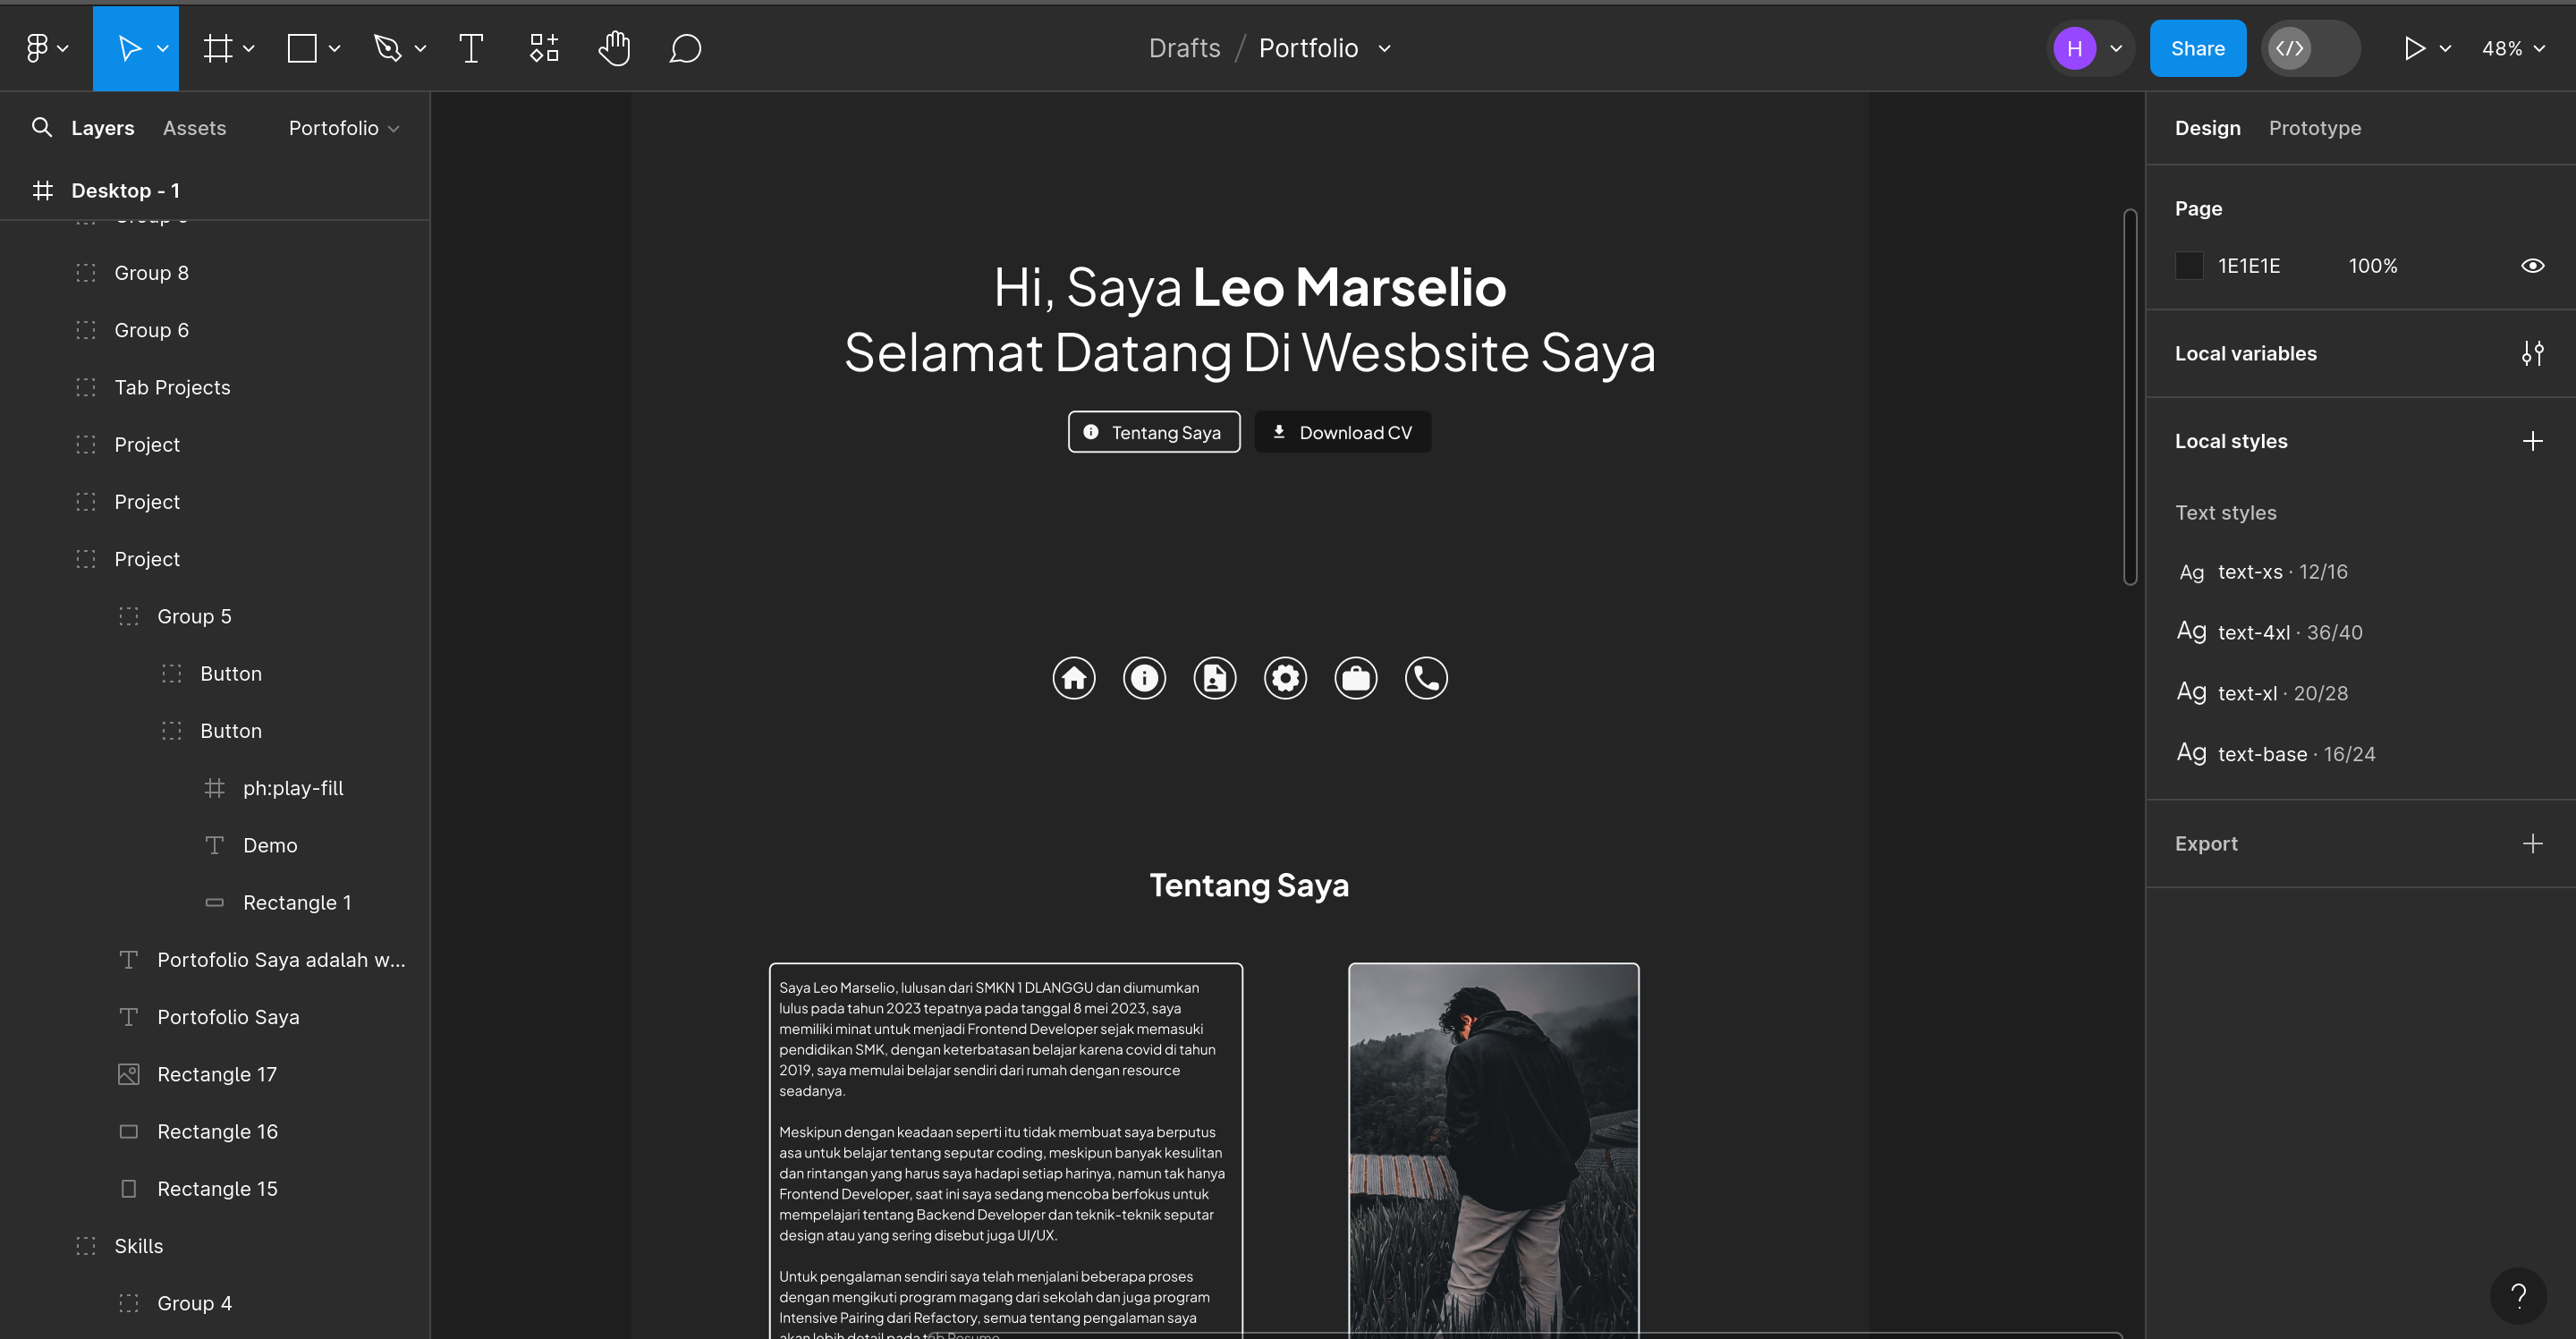 Drafts / Portfolio
H
Share
48%
Layers
Assets
Portofolio
Desktop - 1
Group 8
Group 6
Tab Projects
Project
Project
Project
Group 5
Button
Button
ph:play-fill
Demo
Rectangle 1
Portofolio Saya adalah w...
Portofolio Saya
Rectangle 17
Rectangle 16
Rectangle 15
Skills
Group 4
Hi, Saya Leo Marselio
Selamat Datang Di Wesbsite Saya
Tentang Saya
Download CV
Tentang Saya
Saya Leo Marselio, lulusan dari SMKN 1 DLANGGU dan diumumkan
lulus pada tahun 2023 tepatnya pada tanggal 8 mei 2023, saya
memiliki minat untuk menjadi Frontend Developer sejak memasuki
pendidikan SMK, dengan keterbatasan belajar karena covid di tahun
2019, saya memulai belajar sendiri dari rumah dengan resource
seadanya.
Meskipun dengan keadaan seperti itu tidak membuat saya berputus
asa untuk belajar tentang seputar coding, meskipun banyak kesulitan
dan rintangan yang harus saya hadapi setiap harinya, namun tak hanya
Frontend Developer, saat ini saya sedang mencoba berfokus untuk
mempelajari tentang Backend Developer dan teknik-teknik seputar
design atau yang sering disebut juga UI/UX.
Untuk pengalaman sendiri saya telah menjalani beberapa proses
dengan mengikuti program magang dari sekolah dan juga program
Intensive Pairing dari Refactory, semua tentang pengalaman saya
akan lebih detail pada tab Resume
Design
Prototype
Page
1E1E1E
100%
Local variables
Local styles
Text styles
Ag text-xs · 12/16
Ag text-4xl · 36/40
Ag text-xl · 20/28
Ag text-base · 16/24
Export
?